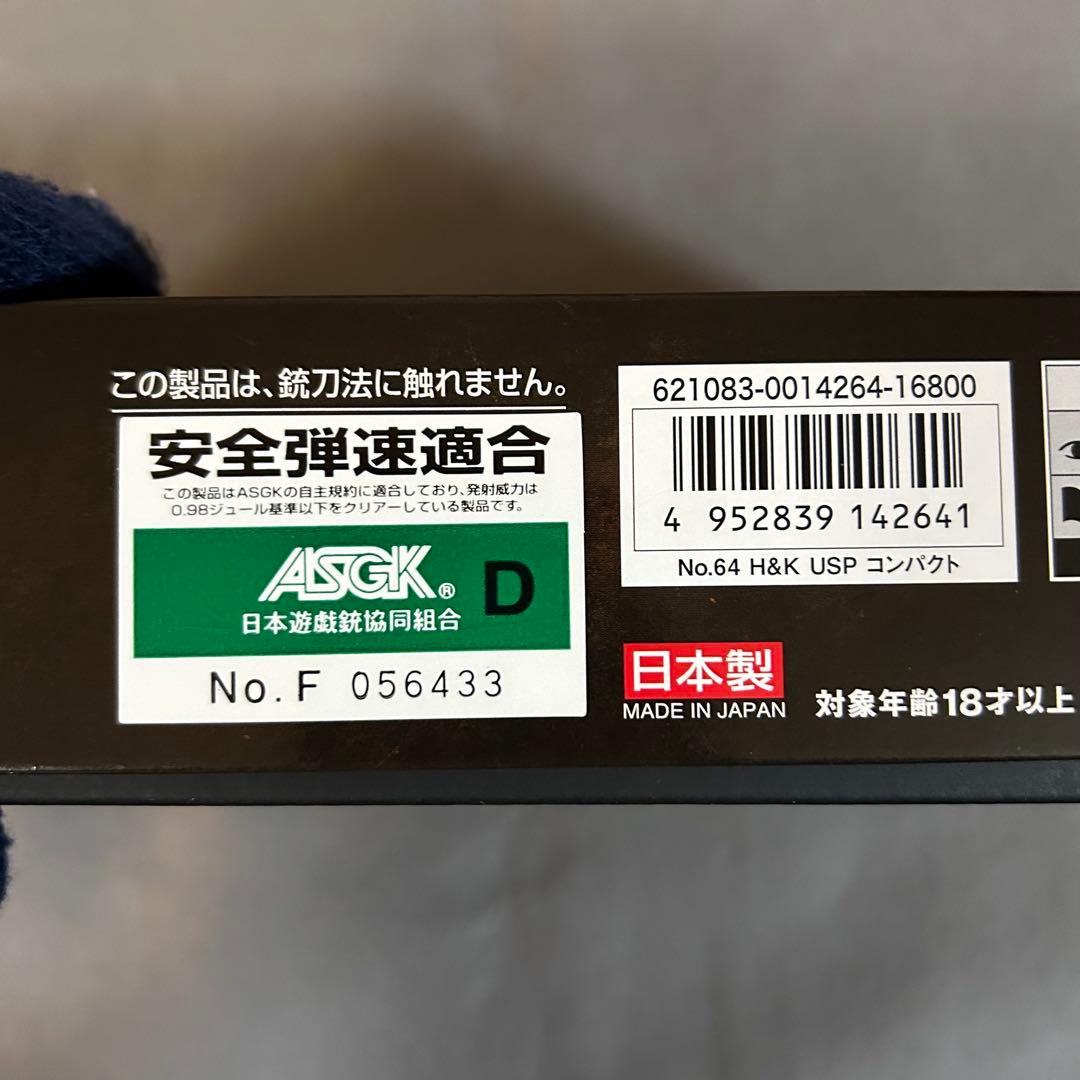 この製品は、銃刀法に触れません。
安全弾速適合
この製品はASGKの自主規約に適合しており、発射威力は
0.98ジュール基準以下をクリアーしている製品です。
ASGK® D
日本遊戯銃協同組合
No.F 056433
621083-0014264-16800
4 952839 142641
No.64 H&K USP コンパクト
日本製
MADE IN JAPAN
対象年齢18才以上